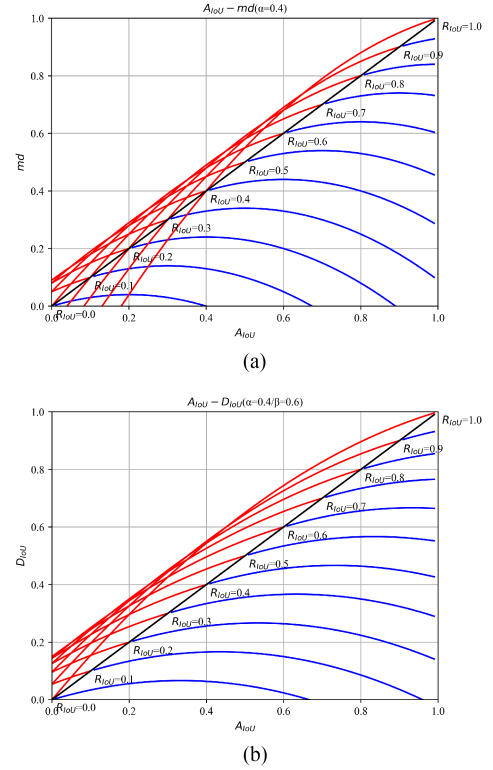 A_IoU − md(α=0.4)
1.0
R_IoU=1.0
R_IoU=0.9
0.8
R_IoU=0.8
R_IoU=0.7
0.6
R_IoU=0.6
md
R_IoU=0.5
0.4
R_IoU=0.4
R_IoU=0.3
0.2
R_IoU=0.2
R_IoU=0.1
0.0
R_IoU=0.0
0.0 0.2 0.4 0.6 0.8 1.0
A_IoU
(a)
A_IoU − D_IoU(α=0.4/β=0.6)
1.0
R_IoU=1.0
R_IoU=0.9
0.8
R_IoU=0.8
R_IoU=0.7
0.6
R_IoU=0.6
D_IoU
R_IoU=0.5
0.4
R_IoU=0.4
R_IoU=0.3
0.2
R_IoU=0.2
R_IoU=0.1
0.0
R_IoU=0.0
0.0 0.2 0.4 0.6 0.8 1.0
A_IoU
(b)